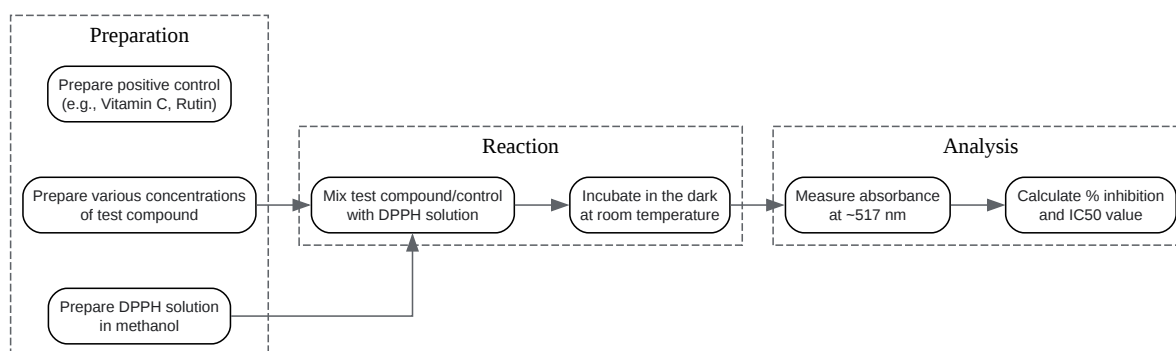 Preparation
Prepare positive control
(e.g., Vitamin C, Rutin)
Prepare various concentrations
of test compound
Prepare DPPH solution
in methanol
Reaction
Mix test compound/control
with DPPH solution
Incubate in the dark
at room temperature
Analysis
Measure absorbance
at ~517 nm
Calculate % inhibition
and IC50 value